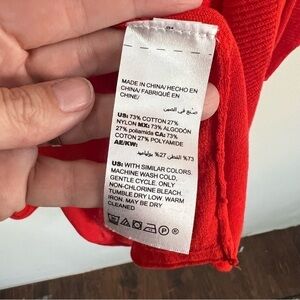 MADE IN CHINA/ HECHO EN
CHINA/ FABRIQUÉ EN
CHINE/
صنع في الصين
US: 73% COTTON 27%
NYLON MX: 73% ALGODÓN
27% poliamida CA: 73%
COTON 27% POLYAMIDE
AE/KW:
73% القطن 27% بولياميد
US: WITH SIMILAR COLORS.
MACHINE WASH COLD,
GENTLE CYCLE. ONLY
NON-CHLORINE BLEACH.
TUMBLE DRY LOW. WARM
IRON. MAY BE DRY
CLEANED
P